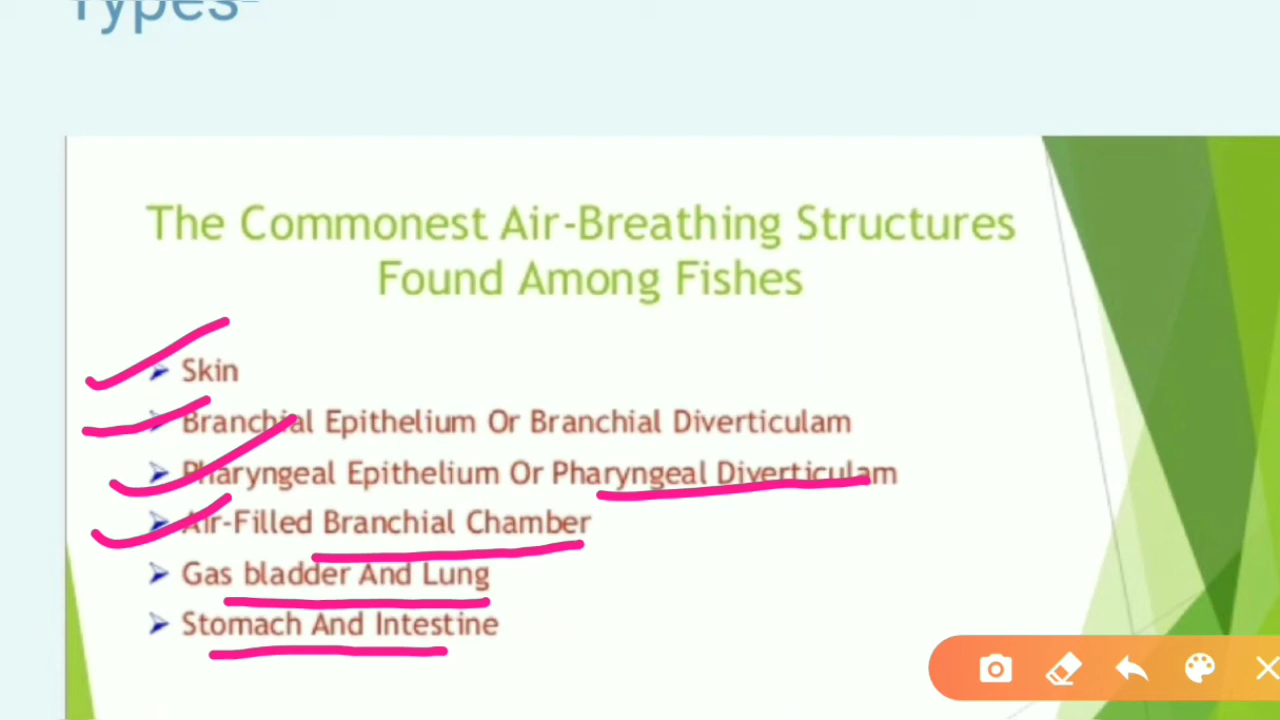 Types-
The Commonest Air-Breathing Structures
Found Among Fishes
Skin
Branchial Epithelium Or Branchial Diverticulam
Pharyngeal Epithelium Or Pharyngeal Diverticulam
Air-Filled Branchial Chamber
Gas bladder And Lung
Stomach And Intestine